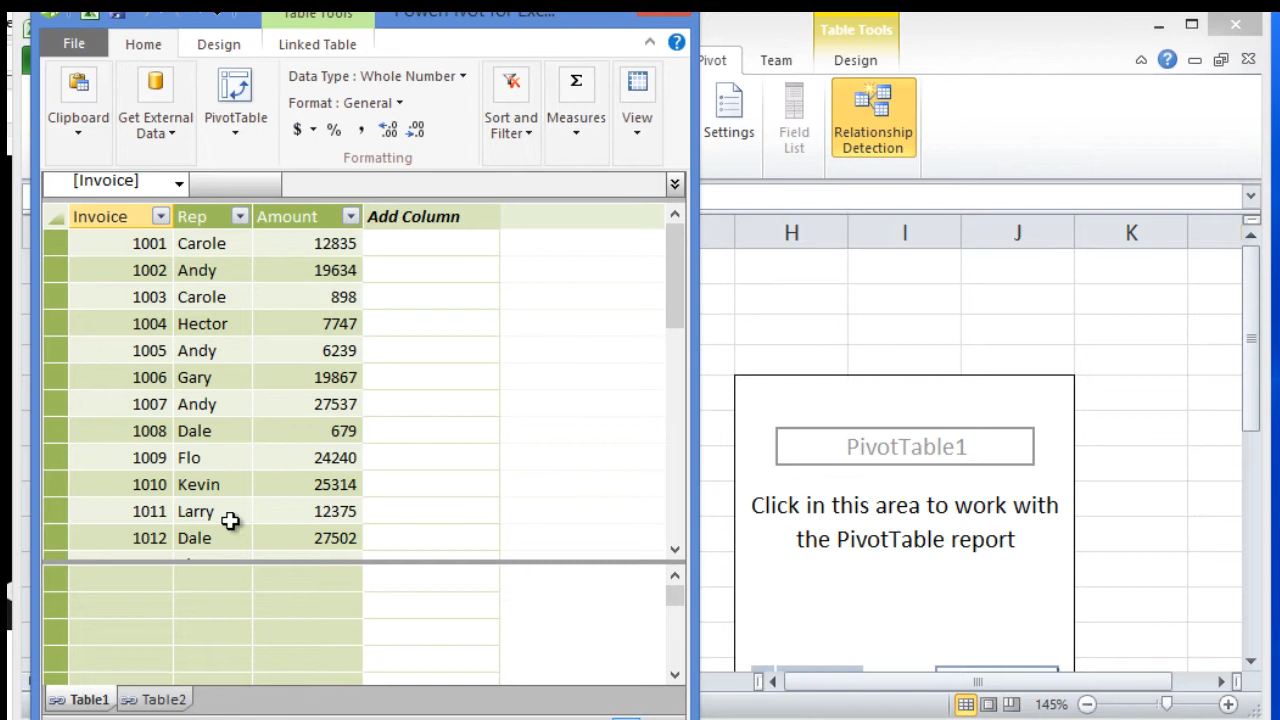 Table Tools
PowerPivot for Exce...
File
Home
Design
Linked Table
Clipboard
Get External
Data
PivotTable
Data Type : Whole Number
Format : General
$ % ,
Formatting
Sort and
Filter
Measures
View
[Invoice]
Invoice Rep Amount Add Column
1001 Carole 12835
1002 Andy 19634
1003 Carole 898
1004 Hector 7747
1005 Andy 6239
1006 Gary 19867
1007 Andy 27537
1008 Dale 679
1009 Flo 24240
1010 Kevin 25314
1011 Larry 12375
1012 Dale 27502
Table1 Table2
Table Tools
Pivot
Team
Design
Settings
Field
List
Relationship
Detection
H I J K
PivotTable1
Click in this area to work with
the PivotTable report
145%